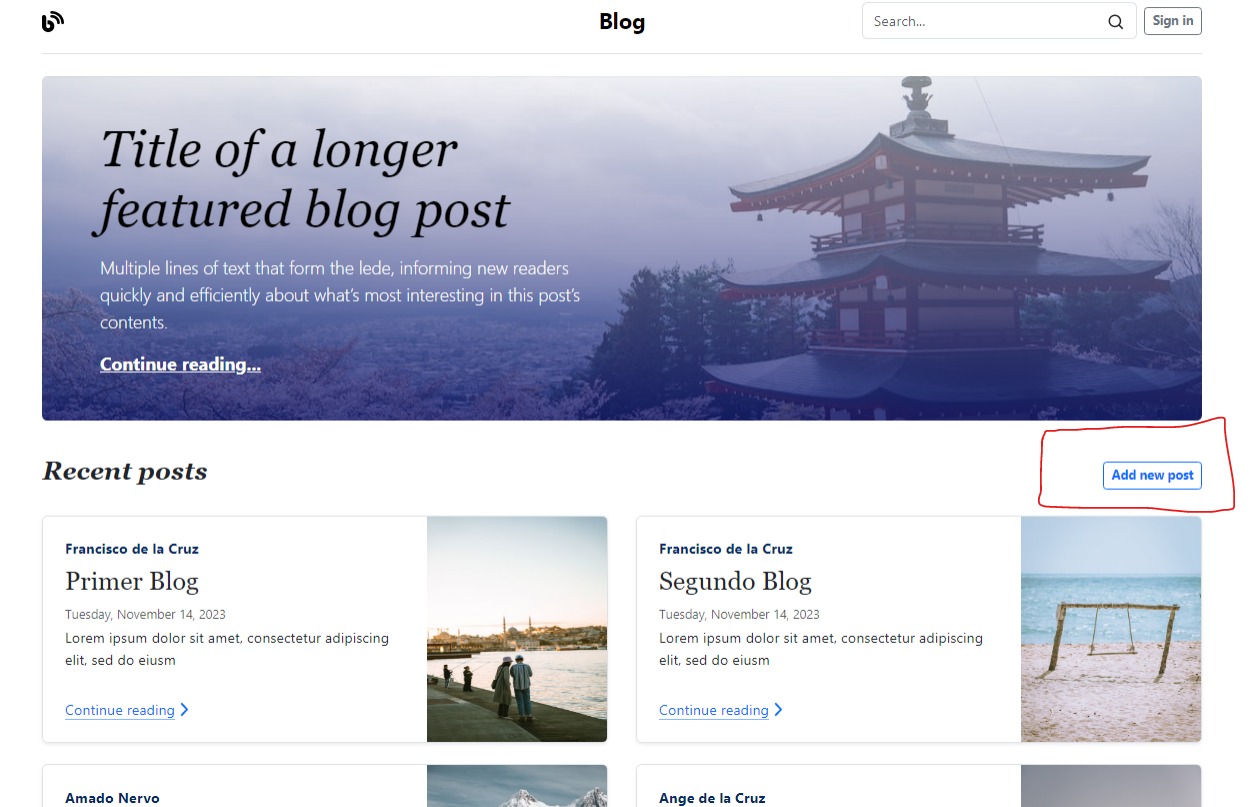 Blog
Search...
Sign in
Title of a longer
featured blog post
Multiple lines of text that form the lede, informing new readers
quickly and efficiently about what's most interesting in this post's
contents.
Continue reading...
Recent posts
Add new post
Francisco de la Cruz
Primer Blog
Tuesday, November 14, 2023
Lorem ipsum dolor sit amet, consectetur adipiscing
elit, sed do eiusm
Continue reading
Francisco de la Cruz
Segundo Blog
Tuesday, November 14, 2023
Lorem ipsum dolor sit amet, consectetur adipiscing
elit, sed do eiusm
Continue reading
Amado Nervo
Ange de la Cruz